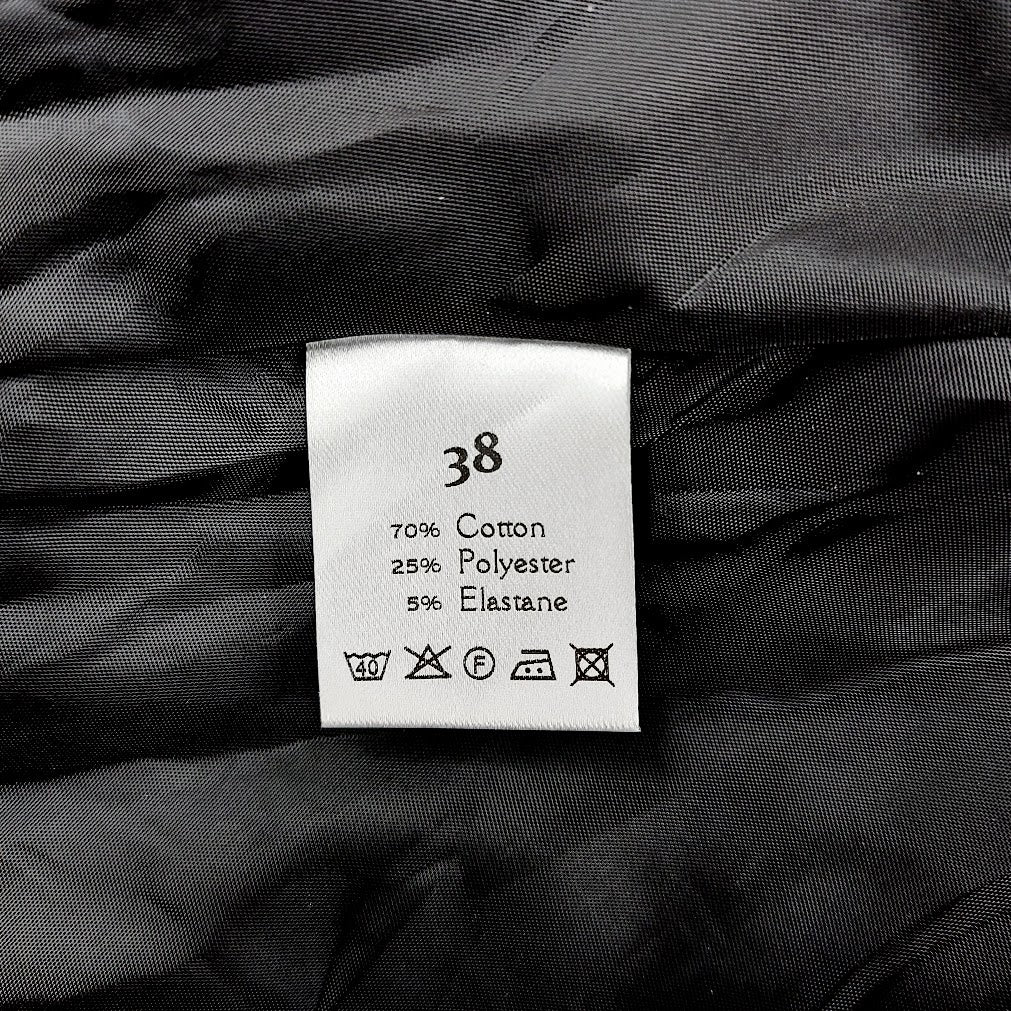 38
70% Cotton
25% Polyester
5% Elastane
40 F